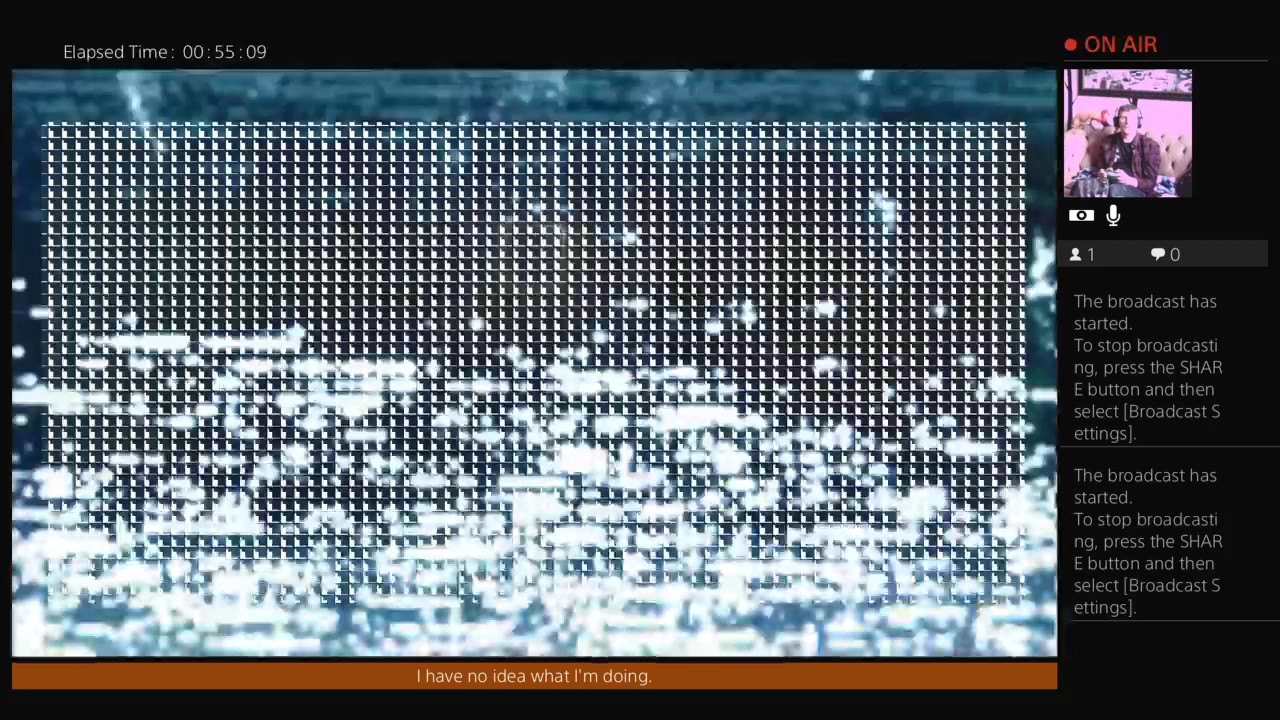 Elapsed Time: 00:55:09
ON AIR
1 0
The broadcast has
started.
To stop broadcasti
ng, press the SHAR
E button and then
select [Broadcast S
ettings].
The broadcast has
started.
To stop broadcasti
ng, press the SHAR
E button and then
select [Broadcast S
ettings].
I have no idea what I'm doing.